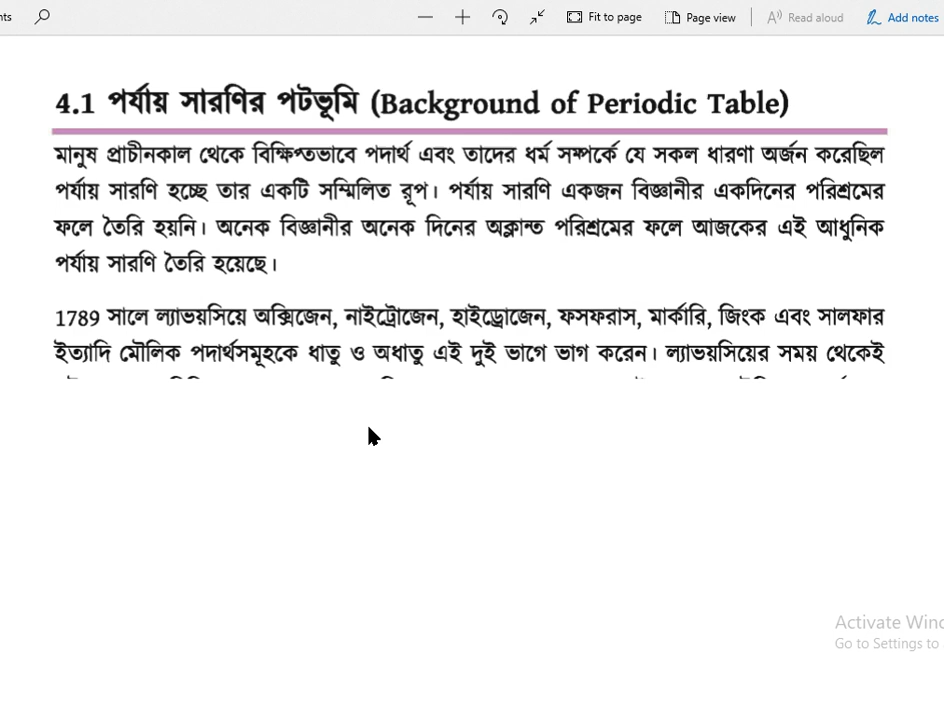 nts
Fit to page
Page view
Read aloud
Add notes
4.1 পর্যায় সারণির পটভূমি (Background of Periodic Table)
মানুষ প্রাচীনকাল থেকে বিক্ষিপ্তভাবে পদার্থ এবং তাদের ধর্ম সম্পর্কে যে সকল ধারণা অর্জন করেছিল
পর্যায় সারণি হচ্ছে তার একটি সম্মিলিত রূপ। পর্যায় সারণি একজন বিজ্ঞানীর একদিনের পরিশ্রমের
ফলে তৈরি হয়নি। অনেক বিজ্ঞানীর অনেক দিনের অক্লান্ত পরিশ্রমের ফলে আজকের এই আধুনিক
পর্যায় সারণি তৈরি হয়েছে।
1789 সালে ল্যাভয়সিয়ে অক্সিজেন, নাইট্রোজেন, হাইড্রোজেন, ফসফরাস, মার্কারি, জিংক এবং সালফার
ইত্যাদি মৌলিক পদার্থসমূহকে ধাতু ও অধাতু এই দুই ভাগে ভাগ করেন। ল্যাভয়সিয়ের সময় থেকেই
Activate Wind
Go to Settings to